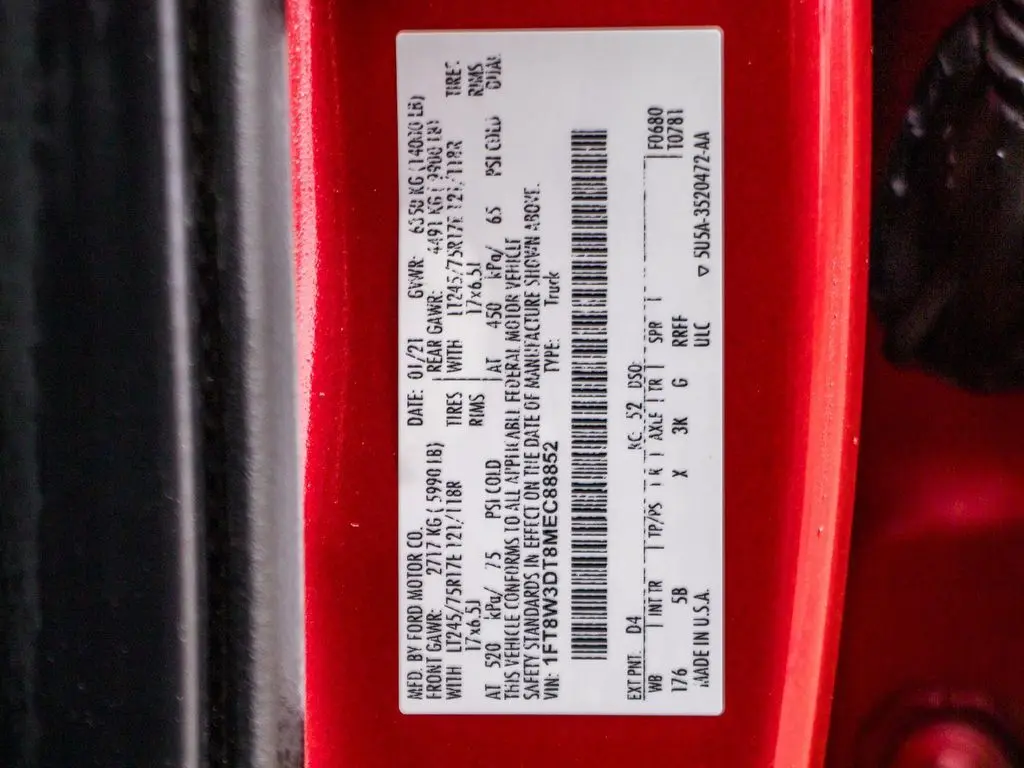 MFD. BY FORD MOTOR CO. DATE: 01/21 GVWR: 6350 KG (14000 LB)
FRONT GAWR: 2717 KG (5990 LB) REAR GAWR: 4491 KG (9900 LB)
WITH LT245/75R17E 121/118R TIRES WITH LT245/75R17E 121/118R TIRES
17x6.5J RIMS 17x6.5J RIMS
AT 520 kPa/ 75 PSI COLD AT 450 kPa/ 65 PSI COLD DUAL
THIS VEHICLE CONFORMS TO ALL APPLICABLE FEDERAL MOTOR VEHICLE
SAFETY STANDARDS IN EFFECT ON THE DATE OF MANUFACTURE SHOWN ABOVE.
VIN: 1FT8W3DT8MEC88852 TYPE: Truck
EXT PNT: D4 RC: 52 DSO:
WB INT TR TP/PS R AXLE TR SPR F0680
176 5B X 3K G RRFF T0781
MADE IN U.S.A. ULC ▽ 5U5A-3520472-AA